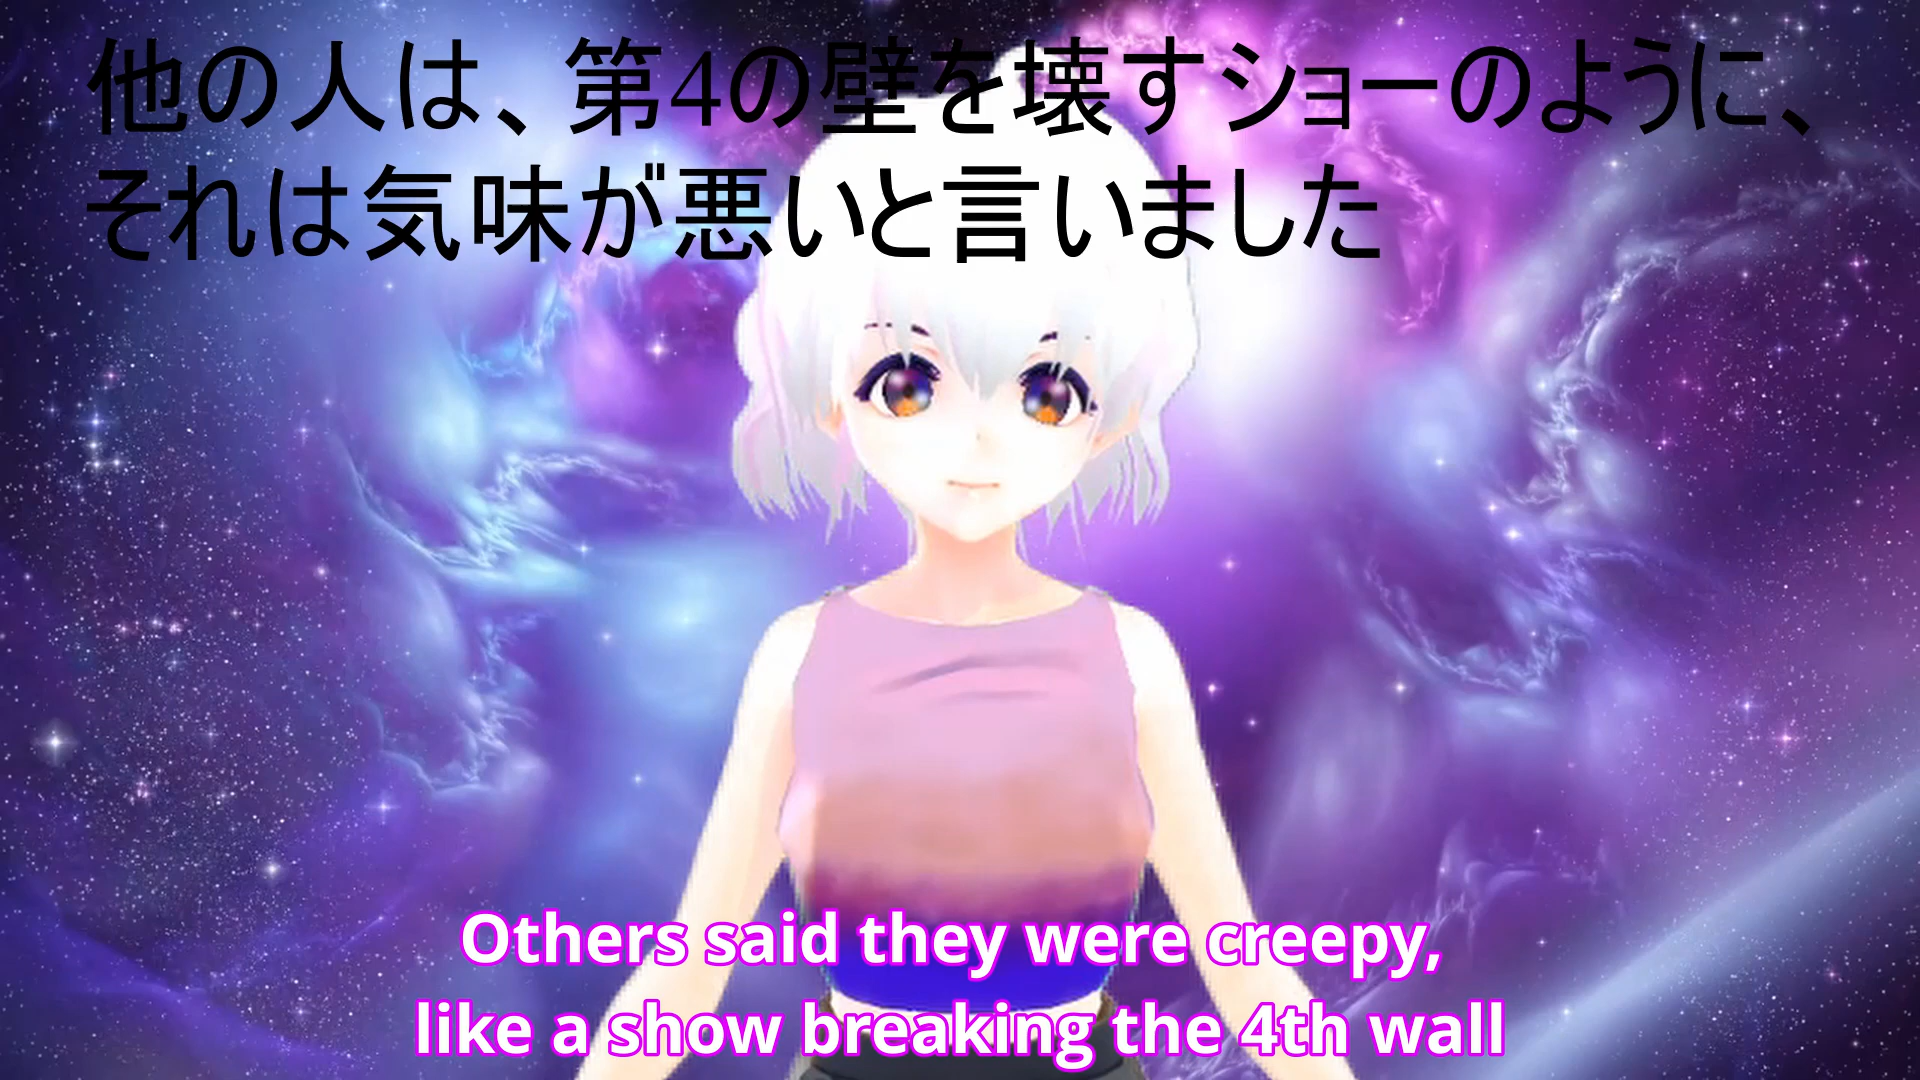 他の人は、第4の壁を壊すショーのように、
それは気味が悪いと言いました
Others said they were creepy,
like a show breaking the 4th wall